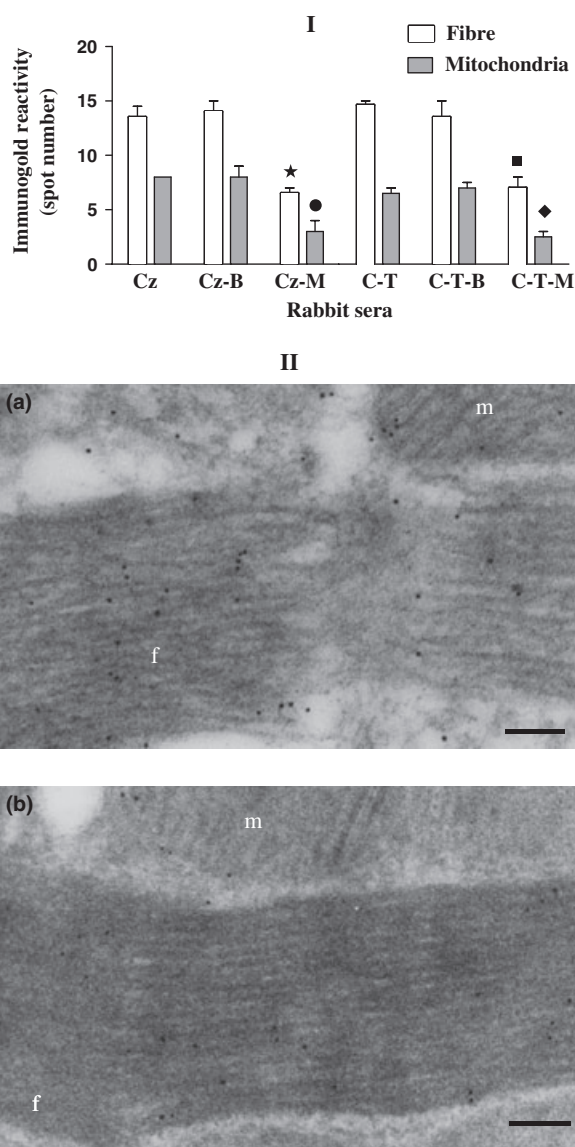 I
Fibre
Mitochondria
Immunogold reactivity
(spot number)
20
15
10
5
0
Cz
Cz-B
Cz-M
C-T
C-T-B
C-T-M
Rabbit sera
II
(a)
m
f
(b)
m
f